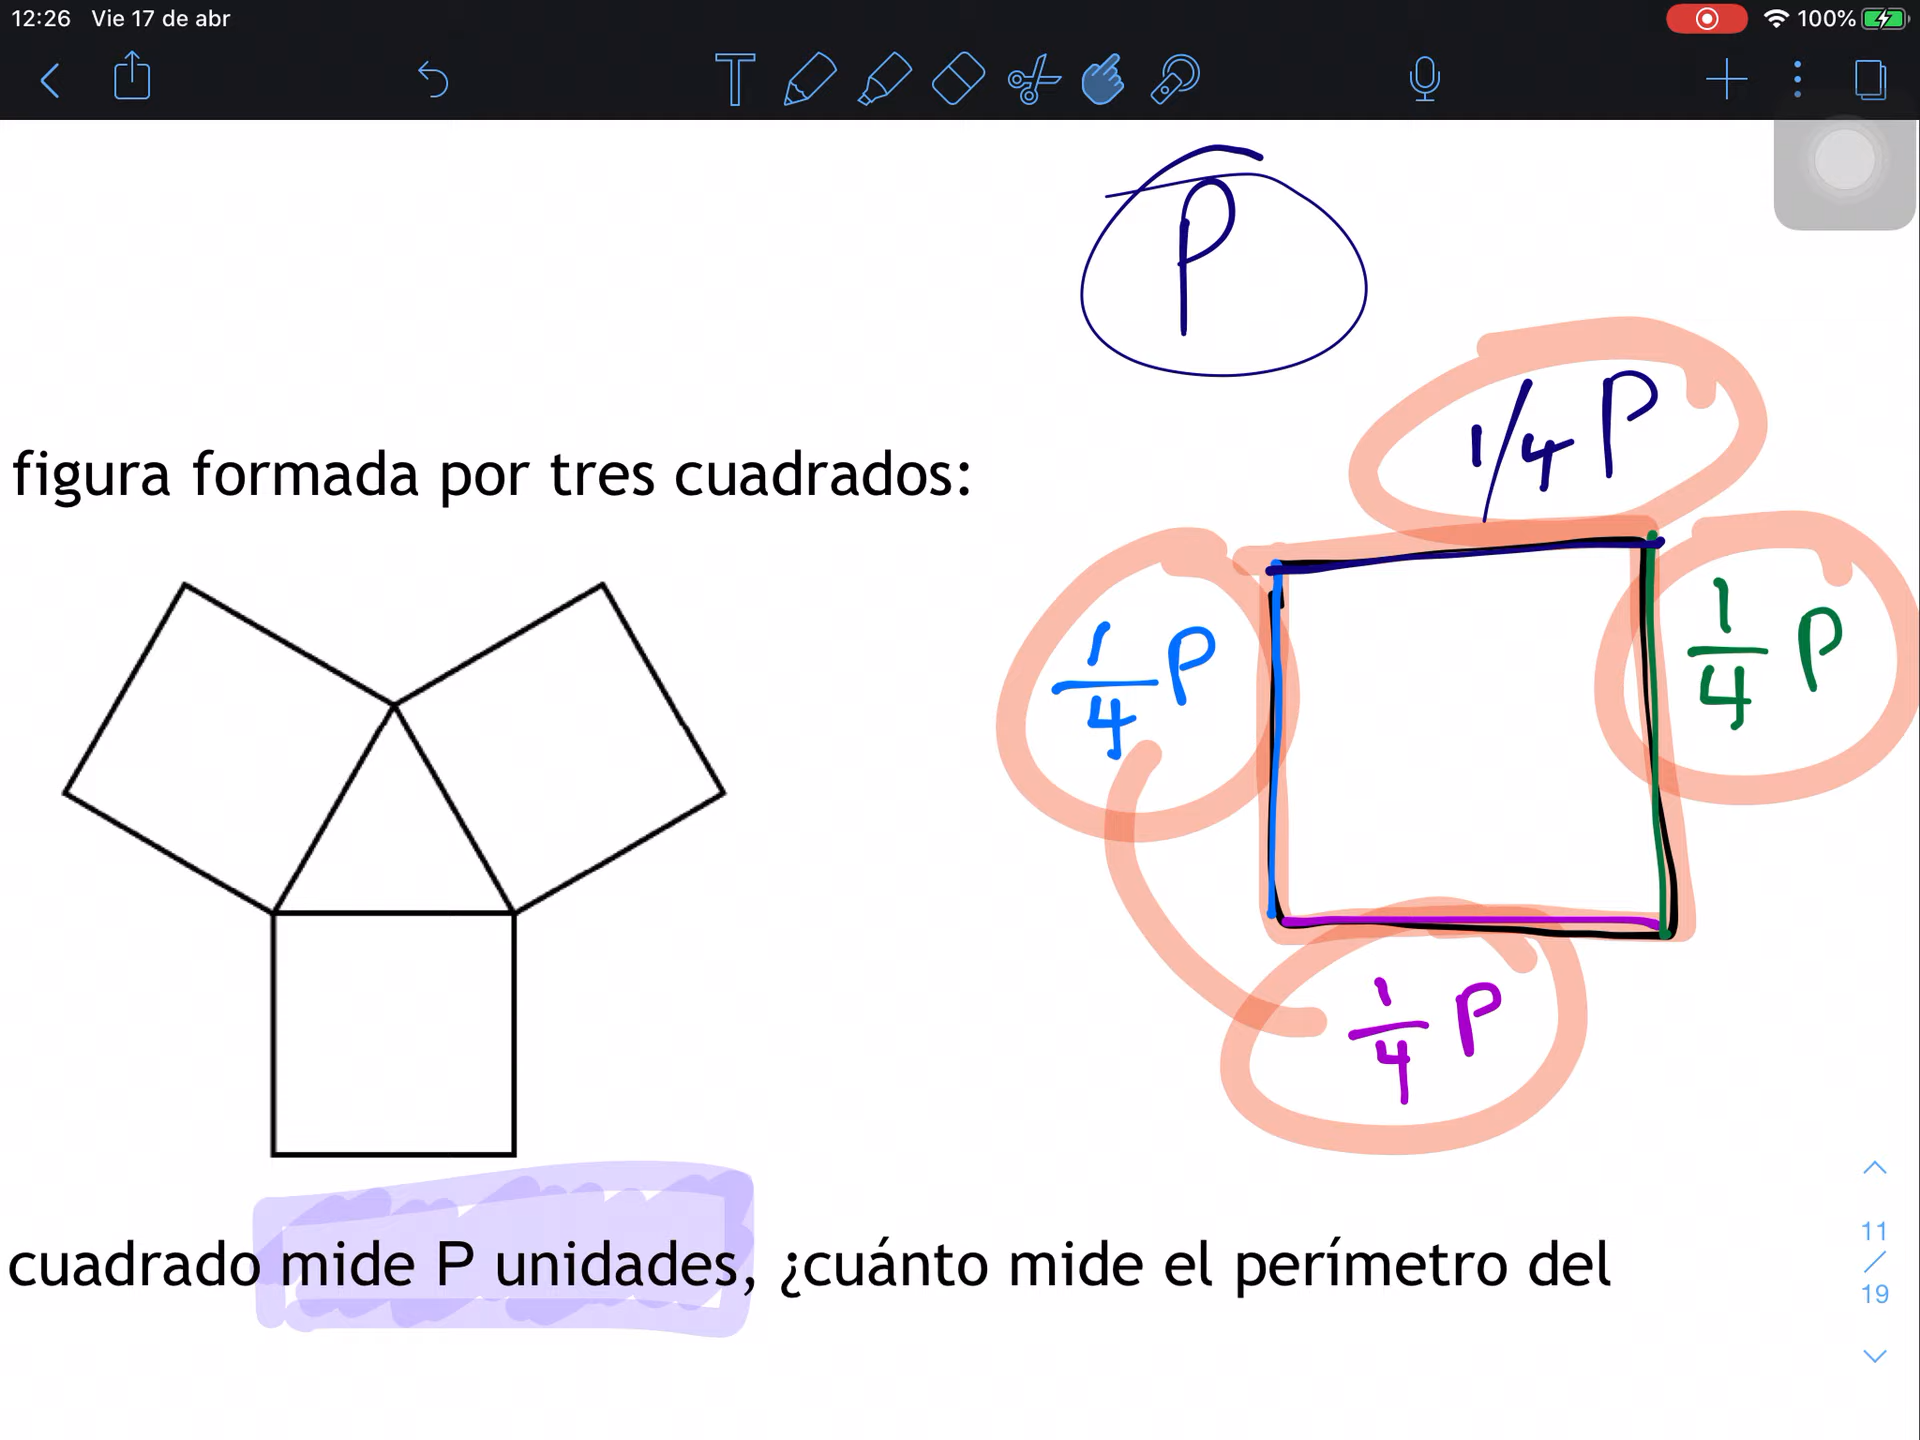 12:26 Vie 17 de abr 100%
T
P
1/4 P
figura formada por tres cuadrados:
1/4 P
1/4 P
1/4 P
cuadrado mide P unidades, ¿cuánto mide el perímetro del
11
/
19